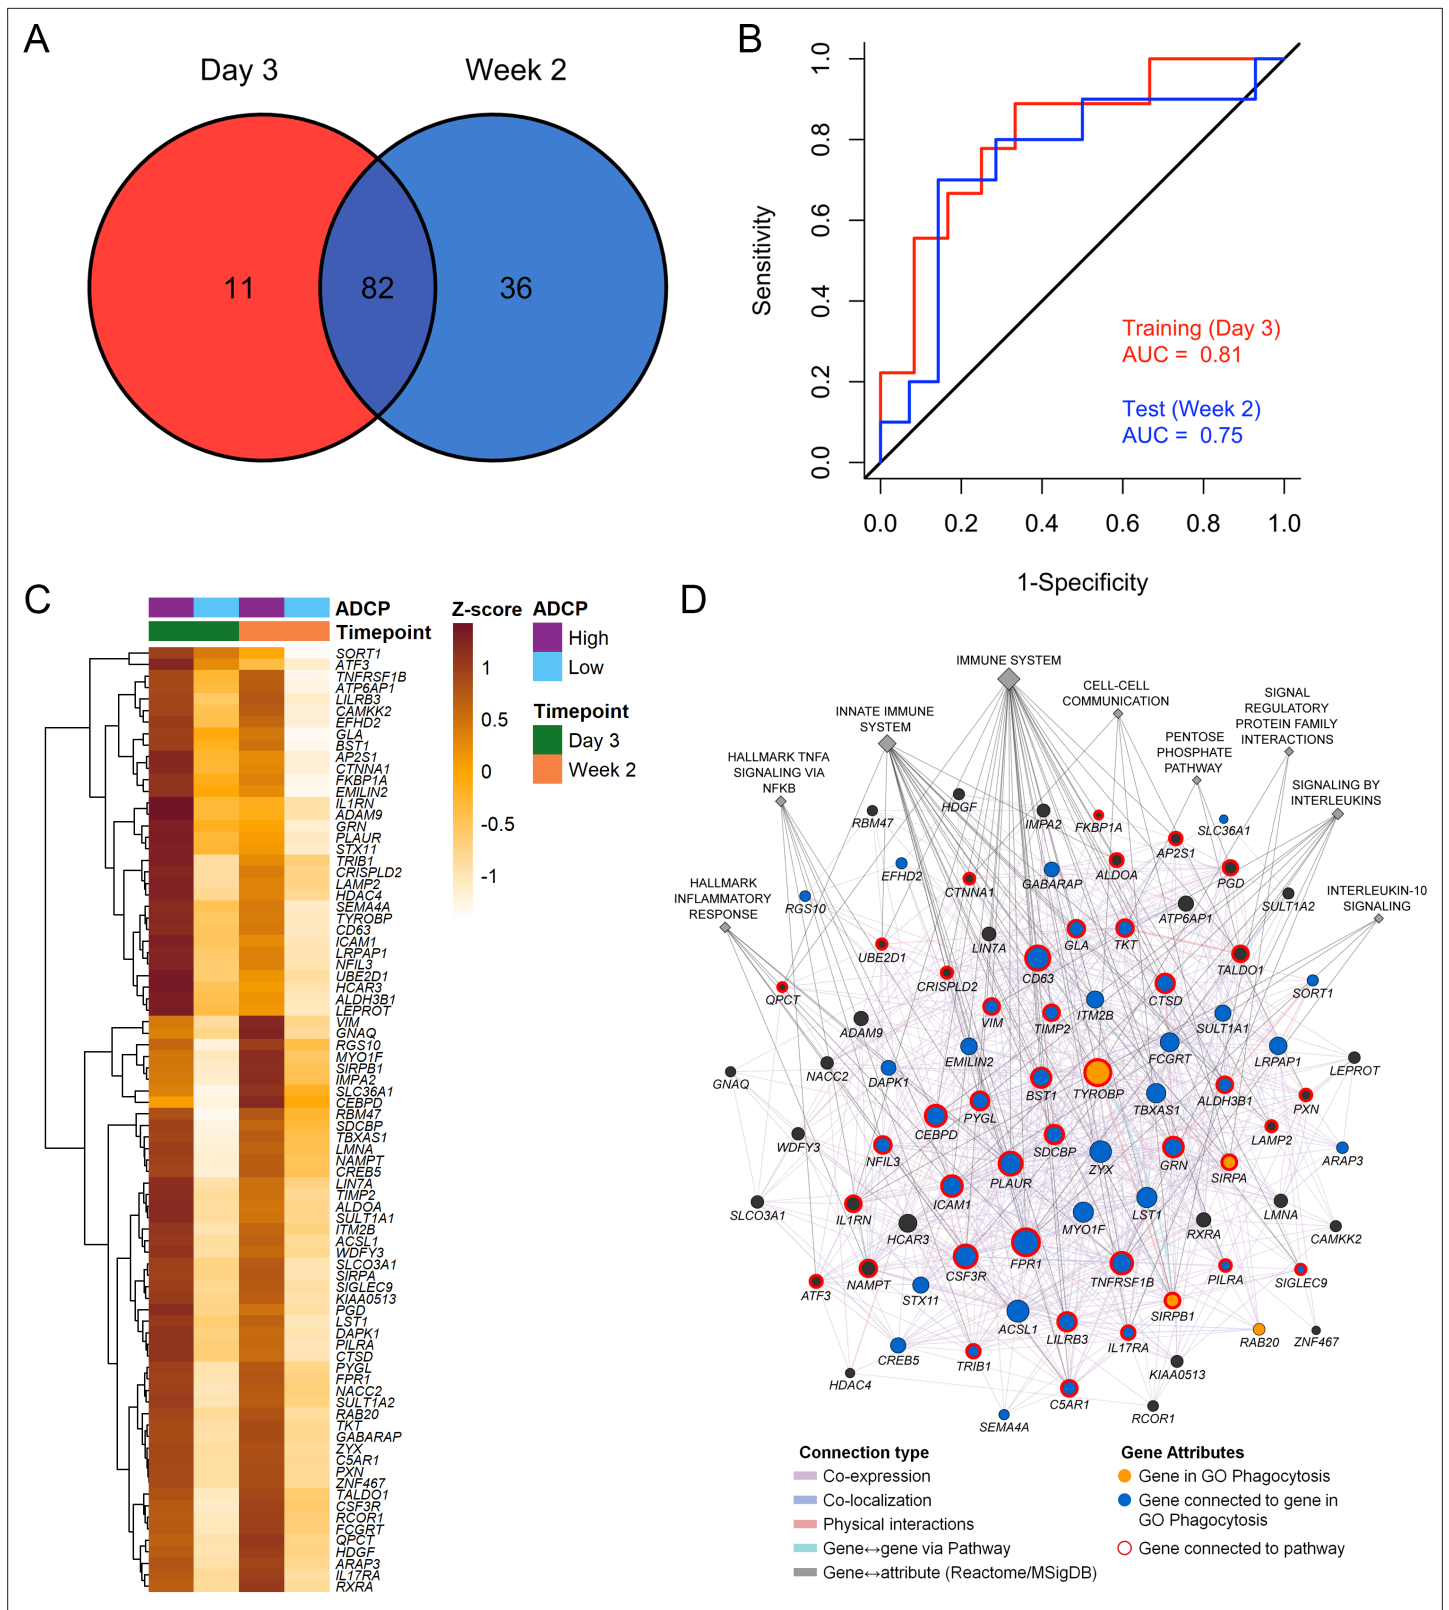 A
Day 3
Week 2
11
82
36
B
Sensitivity
0.0
0.2
0.4
0.6
0.8
1.0
Training (Day 3)
AUC = 0.81
Test (Week 2)
AUC = 0.75
0.0
0.2
0.4
0.6
0.8
1.0
1-Specificity
C
ADCP
Timepoint
SORT1
ATF3
TNFRSF1B
ATP6AP1
LILRB3
CAMKK2
EFHD2
GLA
BST1
AP2S1
CTNNA1
FKBP1A
EMILIN2
IL1RN
ADAM9
GRN
PLAUR
STX11
TRIB1
CRISPLD2
LAMP2
HDAC4
SEMA4A
TYROBP
CD63
ICAM1
LRPAP1
NFIL3
UBE2D1
HCAR3
ALDH3B1
LEPROT
VIM
GNAQ
RGS10
MYO1F
SIRPB1
IMPA2
SLC36A1
CEBPD
RBM47
SDCBP
TBXAS1
LMNA
NAMPT
CREB5
LIN7A
TIMP2
ALDOA
SULT1A1
ITM2B
ACSL1
WDFY3
SLCO3A1
SIRPA
SIGLEC9
KIAA0513
PGD
LST1
DAPK1
PILRA
CTSD
PYGL
FPR1
NACC2
SULT1A2
RAB20
TKT
GABARAP
ZYX
C5AR1
PXN
ZNF467
TALDO1
CSF3R
RCOR1
FCGRT
QPCT
HDGF
ARAP3
IL17RA
RXRA
Z-score
1
0.5
0
-0.5
-1
ADCP
High
Low
Timepoint
Day 3
Week 2
D
IMMUNE SYSTEM
CELL-CELL
COMMUNICATION
SIGNAL
REGULATORY
PROTEIN FAMILY
INTERACTIONS
INNATE IMMUNE
SYSTEM
PENTOSE
PHOSPHATE
PATHWAY
HALLMARK TNFA
SIGNALING VIA
NFKB
SIGNALING BY
INTERLEUKINS
HALLMARK
INFLAMMATORY
RESPONSE
INTERLEUKIN-10
SIGNALING
HDGF
RBM47
IMPA2
FKBP1A
SLC36A1
AP2S1
EFHD2
CTNNA1
GABARAP
ALDOA
PGD
RGS10
ATP6AP1
SULT1A2
UBE2D1
LIN7A
GLA
TKT
TALDO1
QPCT
CRISPLD2
CD63
CTSD
SORT1
ADAM9
VIM
TIMP2
ITM2B
SULT1A1
EMILIN2
FCGRT
LRPAP1
LEPROT
GNAQ
NACC2
DAPK1
BST1
TYROBP
TBXAS1
ALDH3B1
PXN
CEBPD
PYGL
LAMP2
WDFY3
NFIL3
SDCBP
ZYX
GRN
SIRPA
ARAP3
PLAUR
SLCO3A1
IL1RN
ICAM1
MYO1F
LST1
LMNA
HCAR3
RXRA
CAMKK2
FPR1
CSF3R
TNFRSF1B
PILRA
SIGLEC9
ATF3
NAMPT
STX11
SIRPB1
ACSL1
LILRB3
IL17RA
RAB20
ZNF467
CREB5
TRIB1
KIAA0513
HDAC4
C5AR1
RCOR1
SEMA4A
Connection type
Co-expression
Co-localization
Physical interactions
Gene↔gene via Pathway
Gene↔attribute (Reactome/MSigDB)
Gene Attributes
Gene in GO Phagocytosis
Gene connected to gene in
GO Phagocytosis
Gene connected to pathway